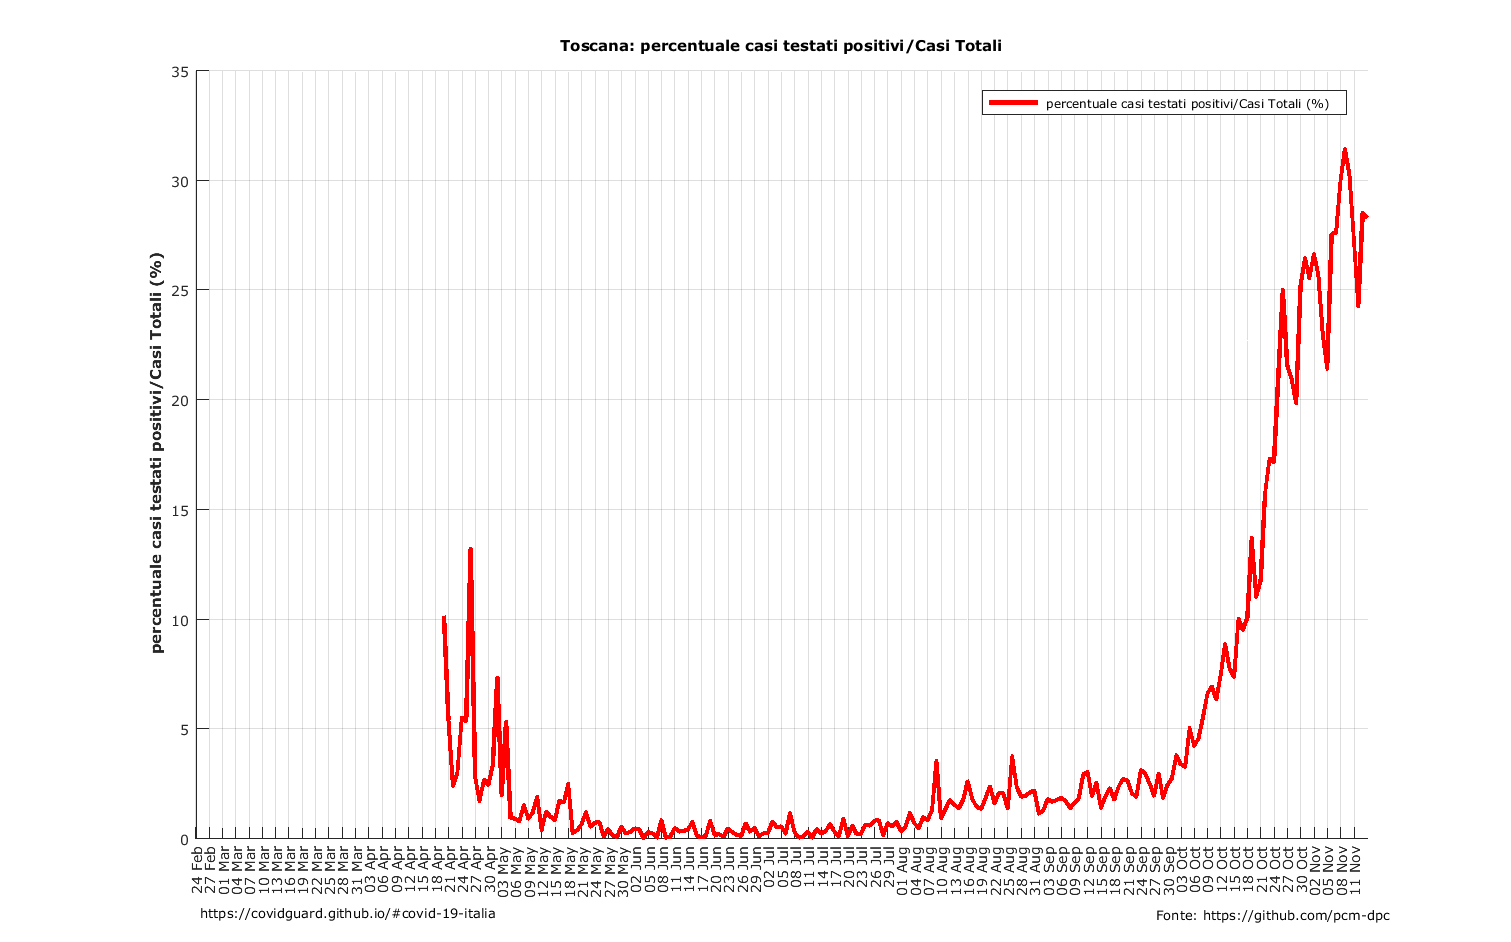 Toscana: percentuale casi testati positivi/Casi Totali
percentuale casi testati positivi/Casi Totali (%)
percentuale casi testati positivi/Casi Totali (%)
35
30
25
20
15
10
5
0
24 Feb
27 Feb
01 Mar
04 Mar
07 Mar
10 Mar
13 Mar
16 Mar
19 Mar
22 Mar
25 Mar
28 Mar
31 Mar
03 Apr
06 Apr
09 Apr
12 Apr
15 Apr
18 Apr
21 Apr
24 Apr
27 Apr
30 Apr
03 May
06 May
09 May
12 May
15 May
18 May
21 May
24 May
27 May
30 May
02 Jun
05 Jun
08 Jun
11 Jun
14 Jun
17 Jun
20 Jun
23 Jun
26 Jun
29 Jun
02 Jul
05 Jul
08 Jul
11 Jul
14 Jul
17 Jul
20 Jul
23 Jul
26 Jul
29 Jul
01 Aug
04 Aug
07 Aug
10 Aug
13 Aug
16 Aug
19 Aug
22 Aug
25 Aug
28 Aug
31 Aug
03 Sep
06 Sep
09 Sep
12 Sep
15 Sep
18 Sep
21 Sep
24 Sep
27 Sep
30 Sep
03 Oct
06 Oct
09 Oct
12 Oct
15 Oct
18 Oct
21 Oct
24 Oct
27 Oct
30 Oct
02 Nov
05 Nov
08 Nov
11 Nov
https://covidguard.github.io/#covid-19-italia
Fonte: https://github.com/pcm-dpc